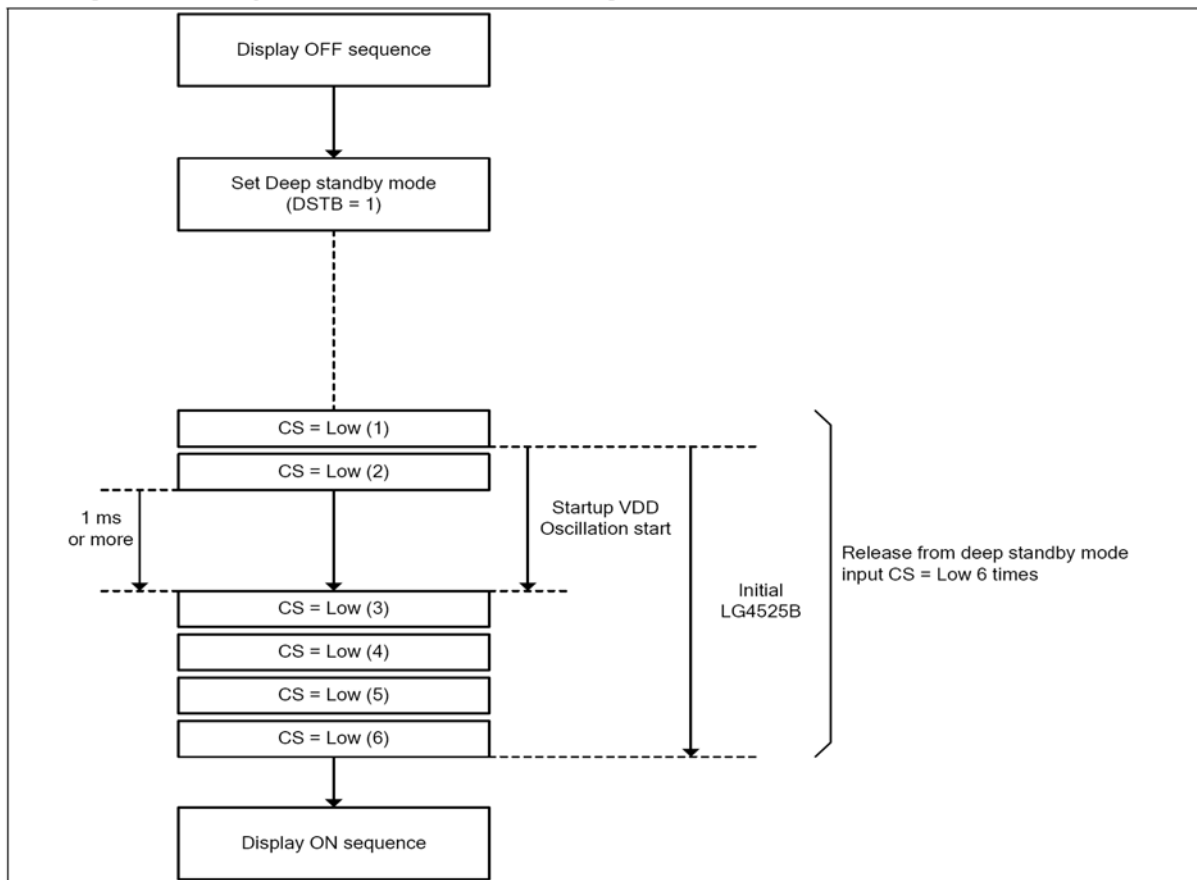 Display OFF sequence
Set Deep standby mode
(DSTB = 1)
CS = Low (1)
CS = Low (2)
1 ms
or more
Startup VDD
Oscillation start
Release from deep standby mode
input CS = Low 6 times
Initial
LG4525B
CS = Low (3)
CS = Low (4)
CS = Low (5)
CS = Low (6)
Display ON sequence